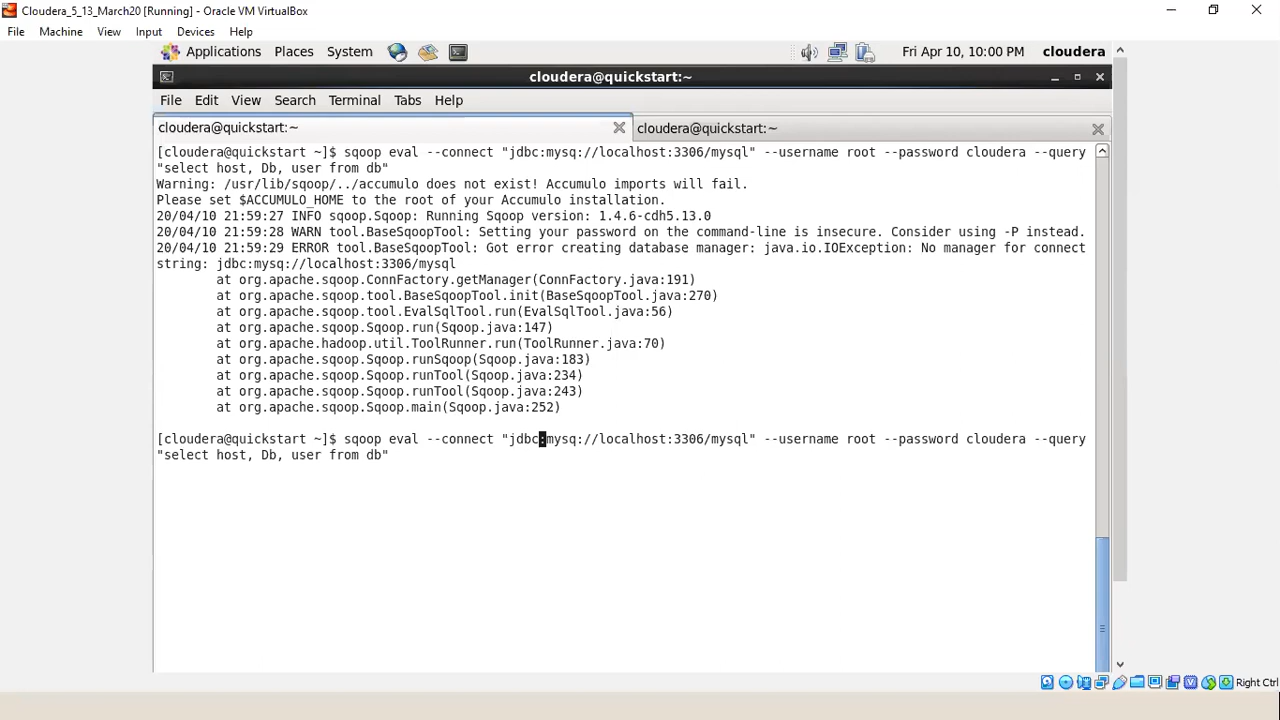 Cloudera_5_13_March20 [Running] - Oracle VM VirtualBox
File Machine View Input Devices Help
Applications Places System Fri Apr 10, 10:00 PM cloudera
cloudera@quickstart:~
File Edit View Search Terminal Tabs Help
cloudera@quickstart:~ cloudera@quickstart:~
[cloudera@quickstart ~]$ sqoop eval --connect "jdbc:mysq://localhost:3306/mysql" --username root --password cloudera --query
"select host, Db, user from db"
Warning: /usr/lib/sqoop/../accumulo does not exist! Accumulo imports will fail.
Please set $ACCUMULO_HOME to the root of your Accumulo installation.
20/04/10 21:59:27 INFO sqoop.Sqoop: Running Sqoop version: 1.4.6-cdh5.13.0
20/04/10 21:59:28 WARN tool.BaseSqoopTool: Setting your password on the command-line is insecure. Consider using -P instead.
20/04/10 21:59:29 ERROR tool.BaseSqoopTool: Got error creating database manager: java.io.IOException: No manager for connect
string: jdbc:mysq://localhost:3306/mysql
at org.apache.sqoop.ConnFactory.getManager(ConnFactory.java:191)
at org.apache.sqoop.tool.BaseSqoopTool.init(BaseSqoopTool.java:270)
at org.apache.sqoop.tool.EvalSqlTool.run(EvalSqlTool.java:56)
at org.apache.sqoop.Sqoop.run(Sqoop.java:147)
at org.apache.hadoop.util.ToolRunner.run(ToolRunner.java:70)
at org.apache.sqoop.Sqoop.runSqoop(Sqoop.java:183)
at org.apache.sqoop.Sqoop.runTool(Sqoop.java:234)
at org.apache.sqoop.Sqoop.runTool(Sqoop.java:243)
at org.apache.sqoop.Sqoop.main(Sqoop.java:252)
[cloudera@quickstart ~]$ sqoop eval --connect "jdbc:mysq://localhost:3306/mysql" --username root --password cloudera --query
"select host, Db, user from db"
Right Ctrl